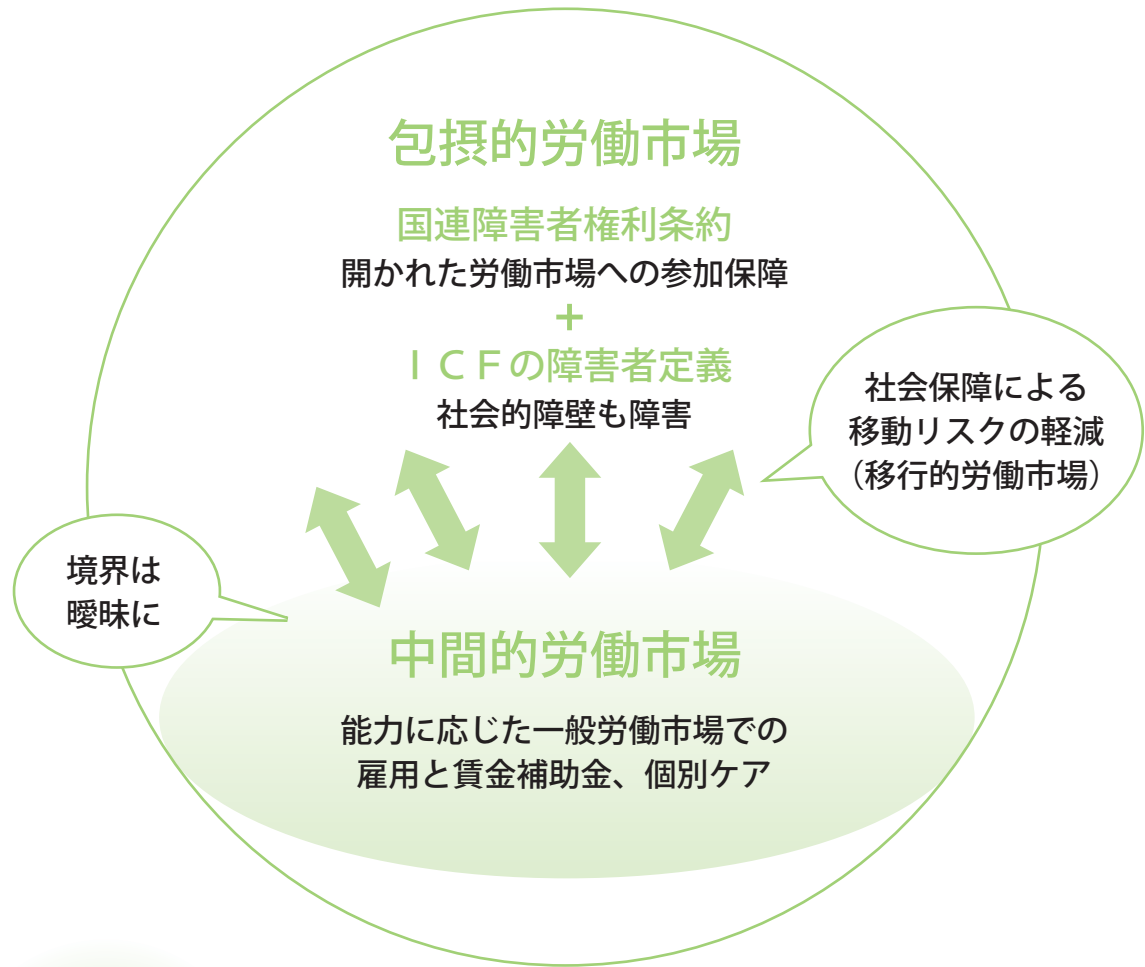 包摂的労働市場
国連障害者権利条約
開かれた労働市場への参加保障
+
ＩＣＦの障害者定義
社会的障壁も障害
社会保障による
移動リスクの軽減
（移行的労働市場）
境界は
曖昧に
中間的労働市場
能力に応じた一般労働市場での
雇用と賃金補助金、個別ケア